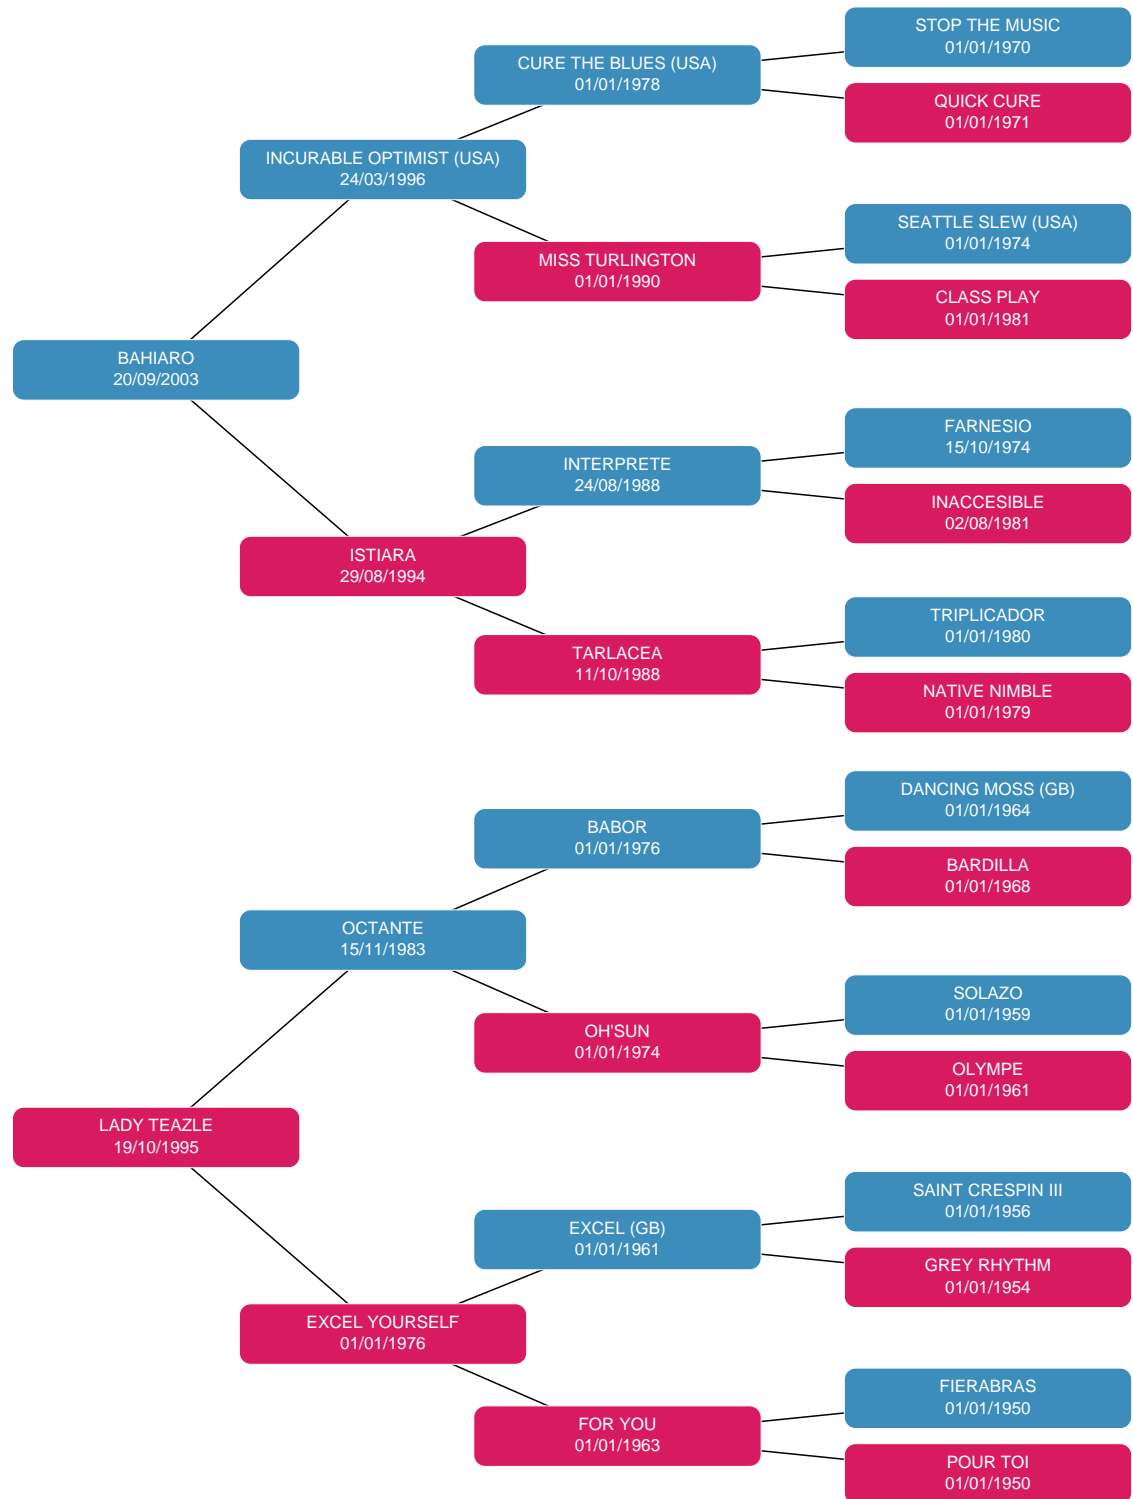 STOP THE MUSIC
01/01/1970
CURE THE BLUES (USA)
01/01/1978
QUICK CURE
01/01/1971
INCURABLE OPTIMIST (USA)
24/03/1996
SEATTLE SLEW (USA)
01/01/1974
MISS TURLINGTON
01/01/1990
CLASS PLAY
01/01/1981
BAHIARO
20/09/2003
FARNESIO
15/10/1974
INTERPRETE
24/08/1988
INACCESIBLE
02/08/1981
ISTIARA
29/08/1994
TRIPLICADOR
01/01/1980
TARLACEA
11/10/1988
NATIVE NIMBLE
01/01/1979
DANCING MOSS (GB)
01/01/1964
BABOR
01/01/1976
BARDILLA
01/01/1968
OCTANTE
15/11/1983
SOLAZO
01/01/1959
OH'SUN
01/01/1974
OLYMPE
01/01/1961
LADY TEAZLE
19/10/1995
SAINT CRESPIN III
01/01/1956
EXCEL (GB)
01/01/1961
GREY RHYTHM
01/01/1954
EXCEL YOURSELF
01/01/1976
FIERABRAS
01/01/1950
FOR YOU
01/01/1963
POUR TOI
01/01/1950